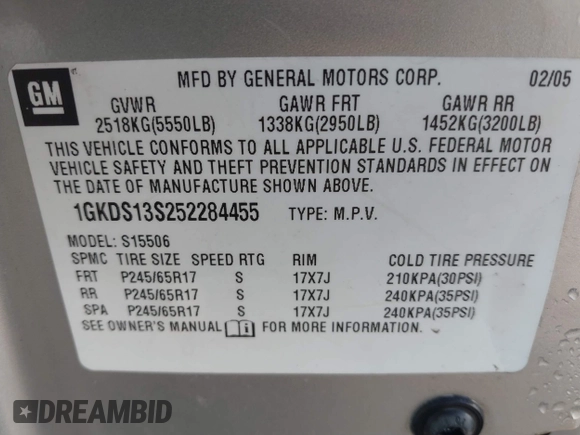 GM
MFD BY GENERAL MOTORS CORP. 02/05
GVWR GAWR FRT GAWR RR
2518KG(5550LB) 1338KG(2950LB) 1452KG(3200LB)
THIS VEHICLE CONFORMS TO ALL APPLICABLE U.S. FEDERAL MOTOR
VEHICLE SAFETY AND THEFT PREVENTION STANDARDS IN EFFECT ON
THE DATE OF MANUFACTURE SHOWN ABOVE.
1GKDS13S252284455 TYPE: M.P.V.
MODEL: S15506
SPMC TIRE SIZE SPEED RTG RIM COLD TIRE PRESSURE
FRT P245/65R17 S 17X7J 210KPA(30PSI)
RR P245/65R17 S 17X7J 240KPA(35PSI)
SPA P245/65R17 S 17X7J 240KPA(35PSI)
SEE OWNER'S MANUAL FOR MORE INFORMATION.
DREAMBID